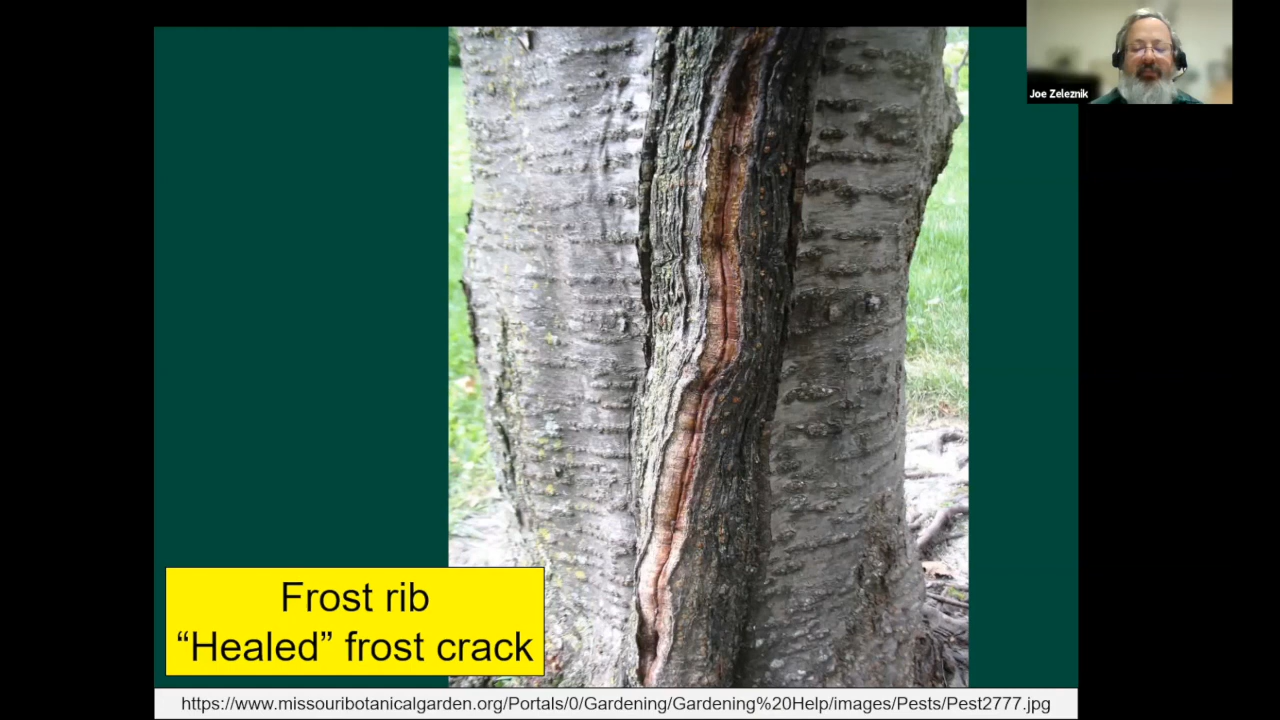 Joe Zeleznik
Frost rib
“Healed” frost crack
https://www.missouribotanicalgarden.org/Portals/0/Gardening/Gardening%20Help/images/Pests/Pest2777.jpg